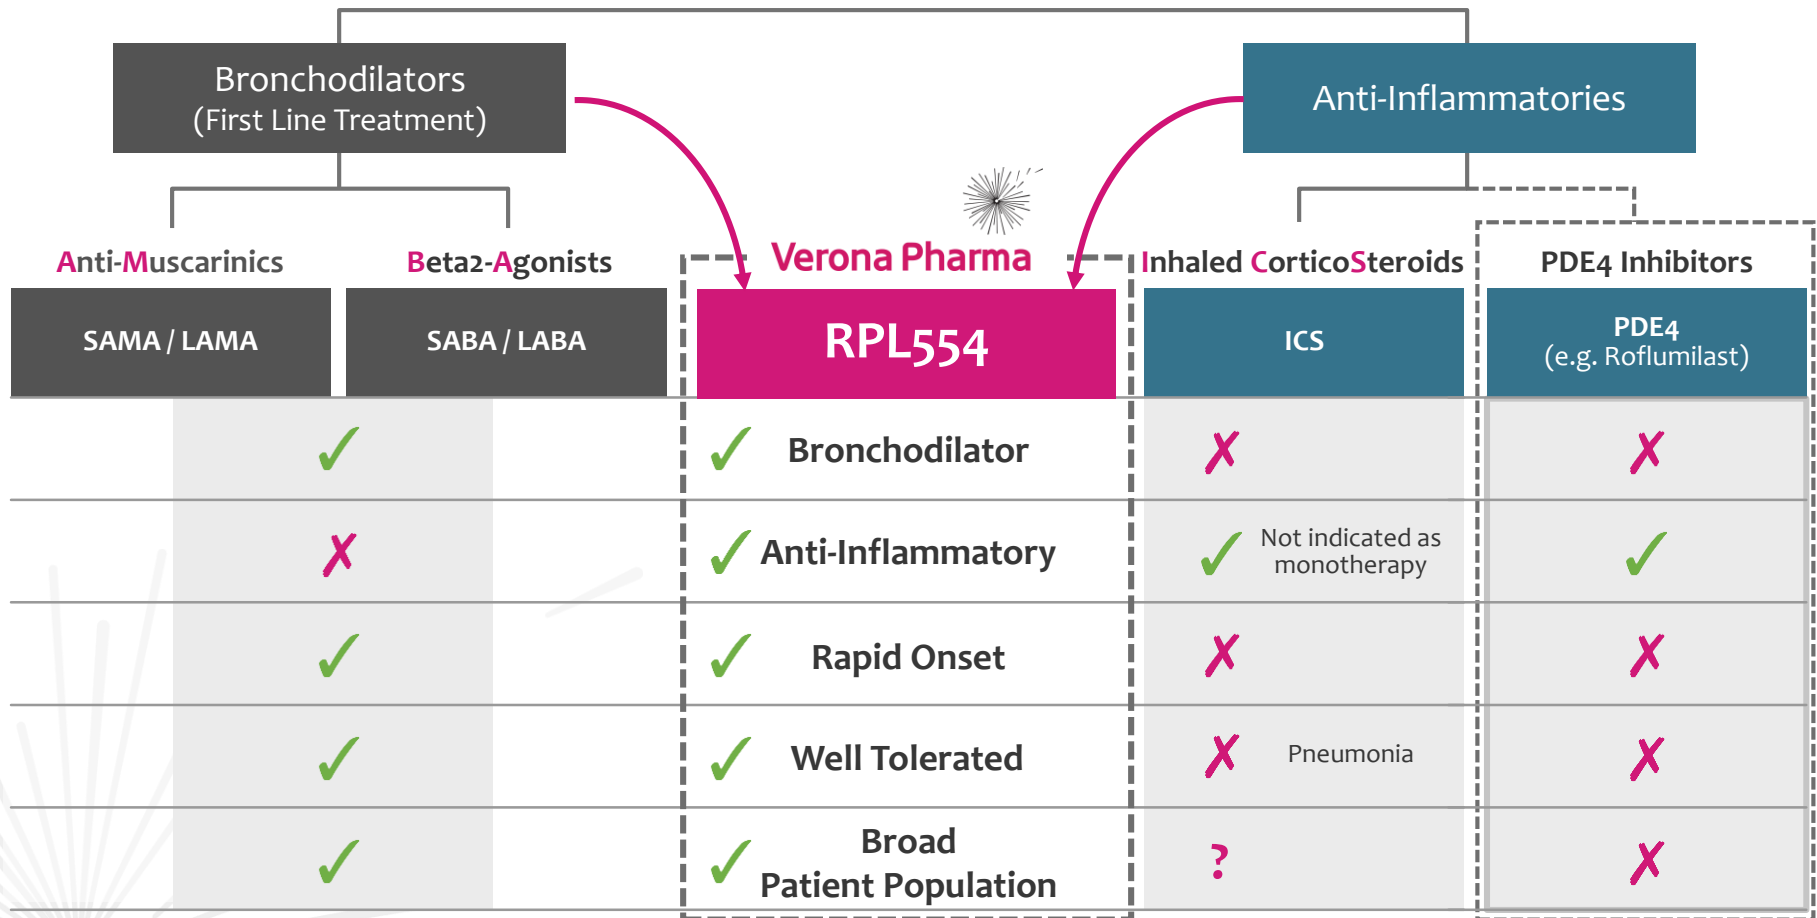 Bronchodilators
(First Line Treatment)
Anti-Inflammatories
Anti-Muscarinics
Beta2-Agonists
Verona Pharma
Inhaled CorticoSteroids
PDE4 Inhibitors
SAMA / LAMA
SABA / LABA
RPL554
ICS
PDE4
(e.g. Roflumilast)
✓ ✓ Bronchodilator ✗ ✗
✗ ✓ Anti-Inflammatory ✓ Not indicated as
monotherapy ✓
✓ ✓ Rapid Onset ✗ ✗
✓ ✓ Well Tolerated ✗ Pneumonia ✗
✓ ✓ Broad
Patient Population ? ✗